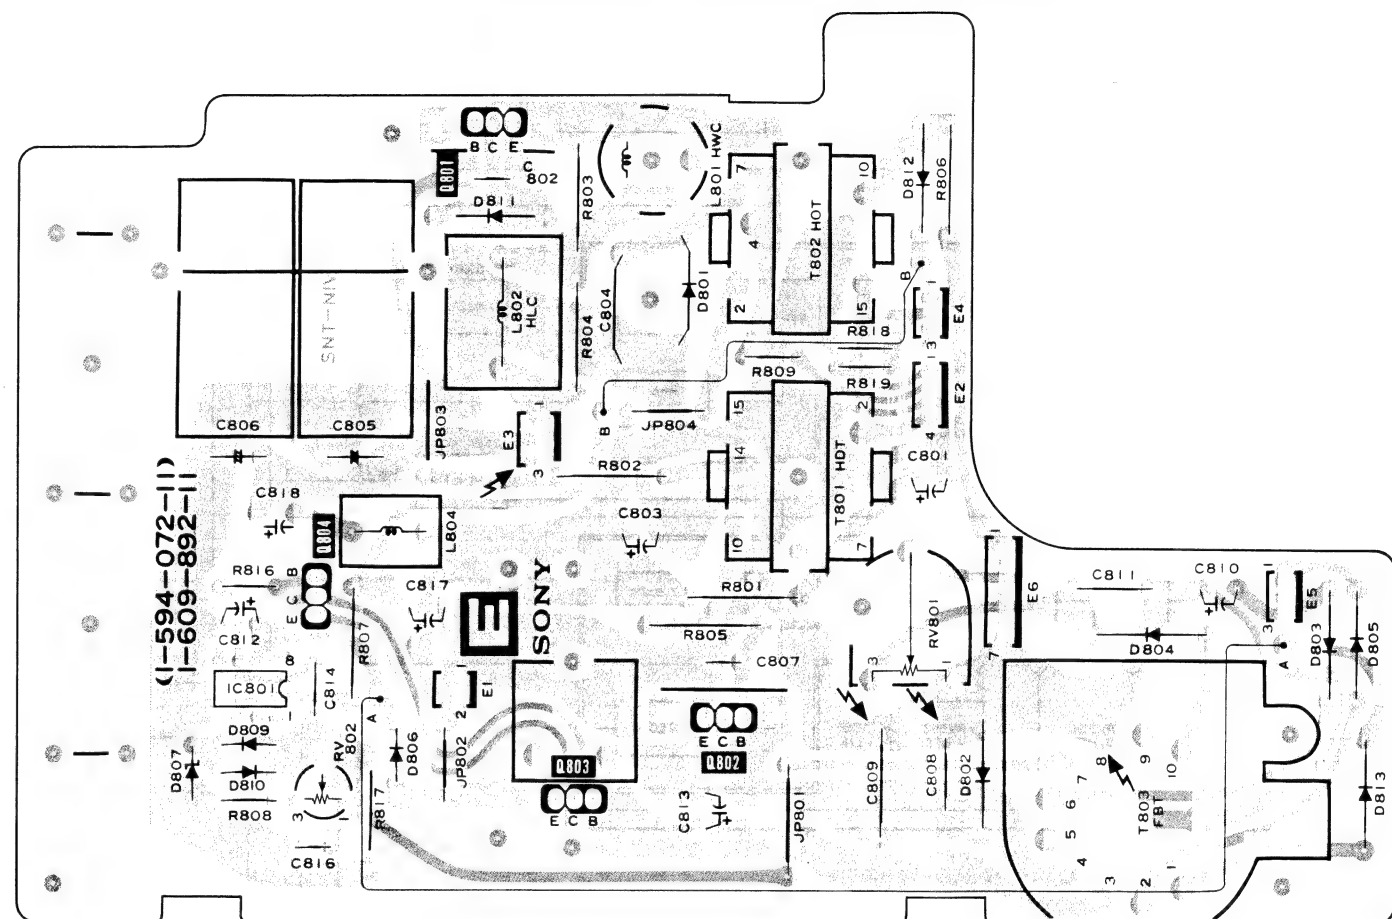 B C E
Q801
C 802
D811
R803
L801 HWC
7
10
4
T802 HOT
2
15
D812
R806
B
SNT-NIV
L802
HLC
R804
C804
D801
1
E4
3
R818
R809
R819
1
E2
4
C806
C805
JP803
E3
1
3
B
JP804
15
2
14
T801 HDT
10
7
C801
+
R802
(1-594-072-11)
1-609-892-11
C818
+
Q804
L804
C803
+
R816
E C B
C812
+
R807
C817
+
E
SONY
R801
R805
C807
RV801
3
1
1
E6
7
C811
C810
+
1
E5
3
D804
A
D803
D805
IC801
8
1
C814
A
E1
1
2
D809
RV
802
D807
D810
R808
3
1
D806
JP802
R817
C816
Q803
E C B
E C B
Q802
C813
+
JP801
C809
C808
D802
8
9
7
10
6
T803
FBT
5
4
3
2
1
D813